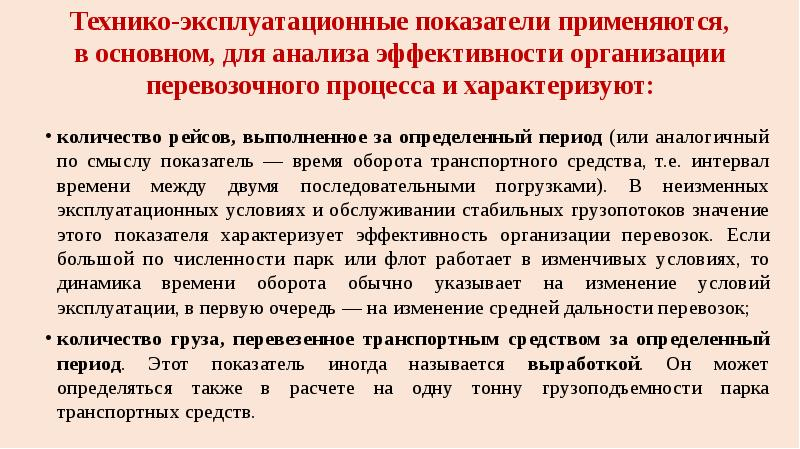 Технико-эксплуатационные показатели применяются,
в основном, для анализа эффективности организации
перевозочного процесса и характеризуют:
• количество рейсов, выполненное за определенный период (или аналогичный
по смыслу показатель — время оборота транспортного средства, т.е. интервал
времени между двумя последовательными погрузками). В неизменных
эксплуатационных условиях и обслуживании стабильных грузопотоков значение
этого показателя характеризует эффективность организации перевозок. Если
большой по численности парк или флот работает в изменчивых условиях, то
динамика времени оборота обычно указывает на изменение условий
эксплуатации, в первую очередь — на изменение средней дальности перевозок;
• количество груза, перевезенное транспортным средством за определенный
период. Этот показатель иногда называется выработкой. Он может
определяться также в расчете на одну тонну грузоподъемности парка
транспортных средств.